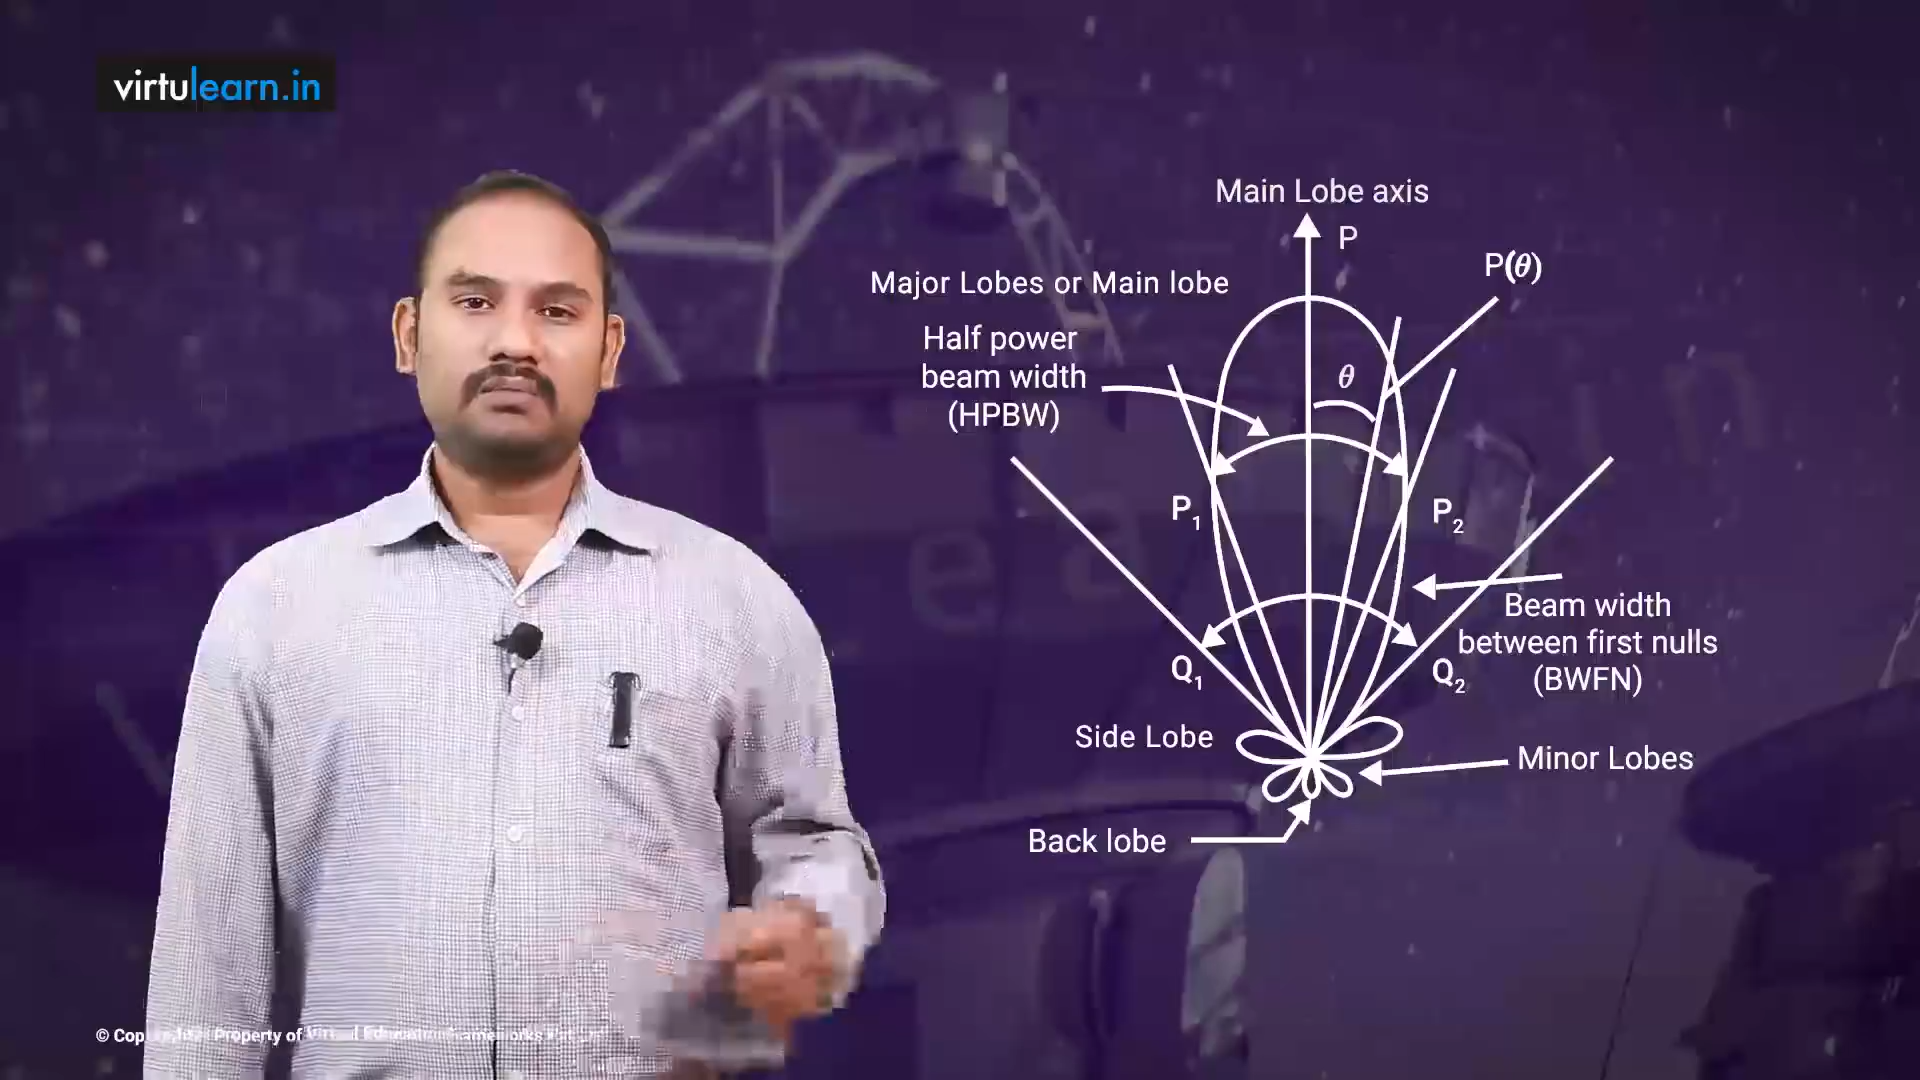 virtulearn.in
Main Lobe axis
P
P(θ)
Major Lobes or Main lobe
Half power
beam width
(HPBW)
θ
P1
P2
Beam width
between first nulls
(BWFN)
Q1
Q2
Side Lobe
Minor Lobes
Back lobe
© Property of